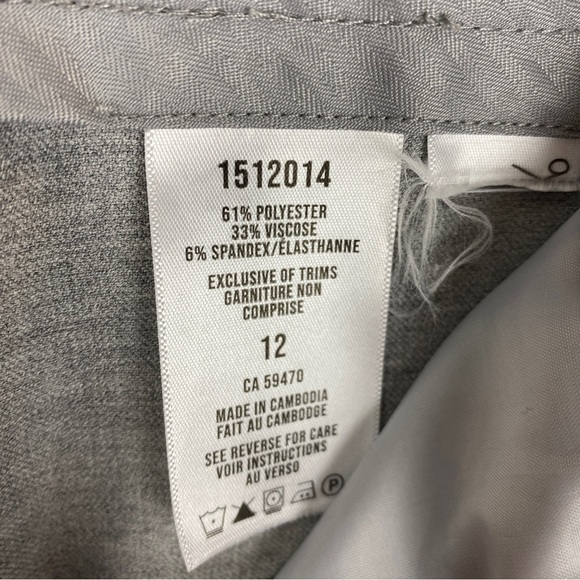 1512014
61% POLYESTER
33% VISCOSE
6% SPANDEX/ÉLASTHANNE
EXCLUSIVE OF TRIMS
GARNITURE NON
COMPRISE
12
CA 59470
MADE IN CAMBODIA
FAIT AU CAMBODGE
SEE REVERSE FOR CARE
VOIR INSTRUCTIONS
AU VERSO
P